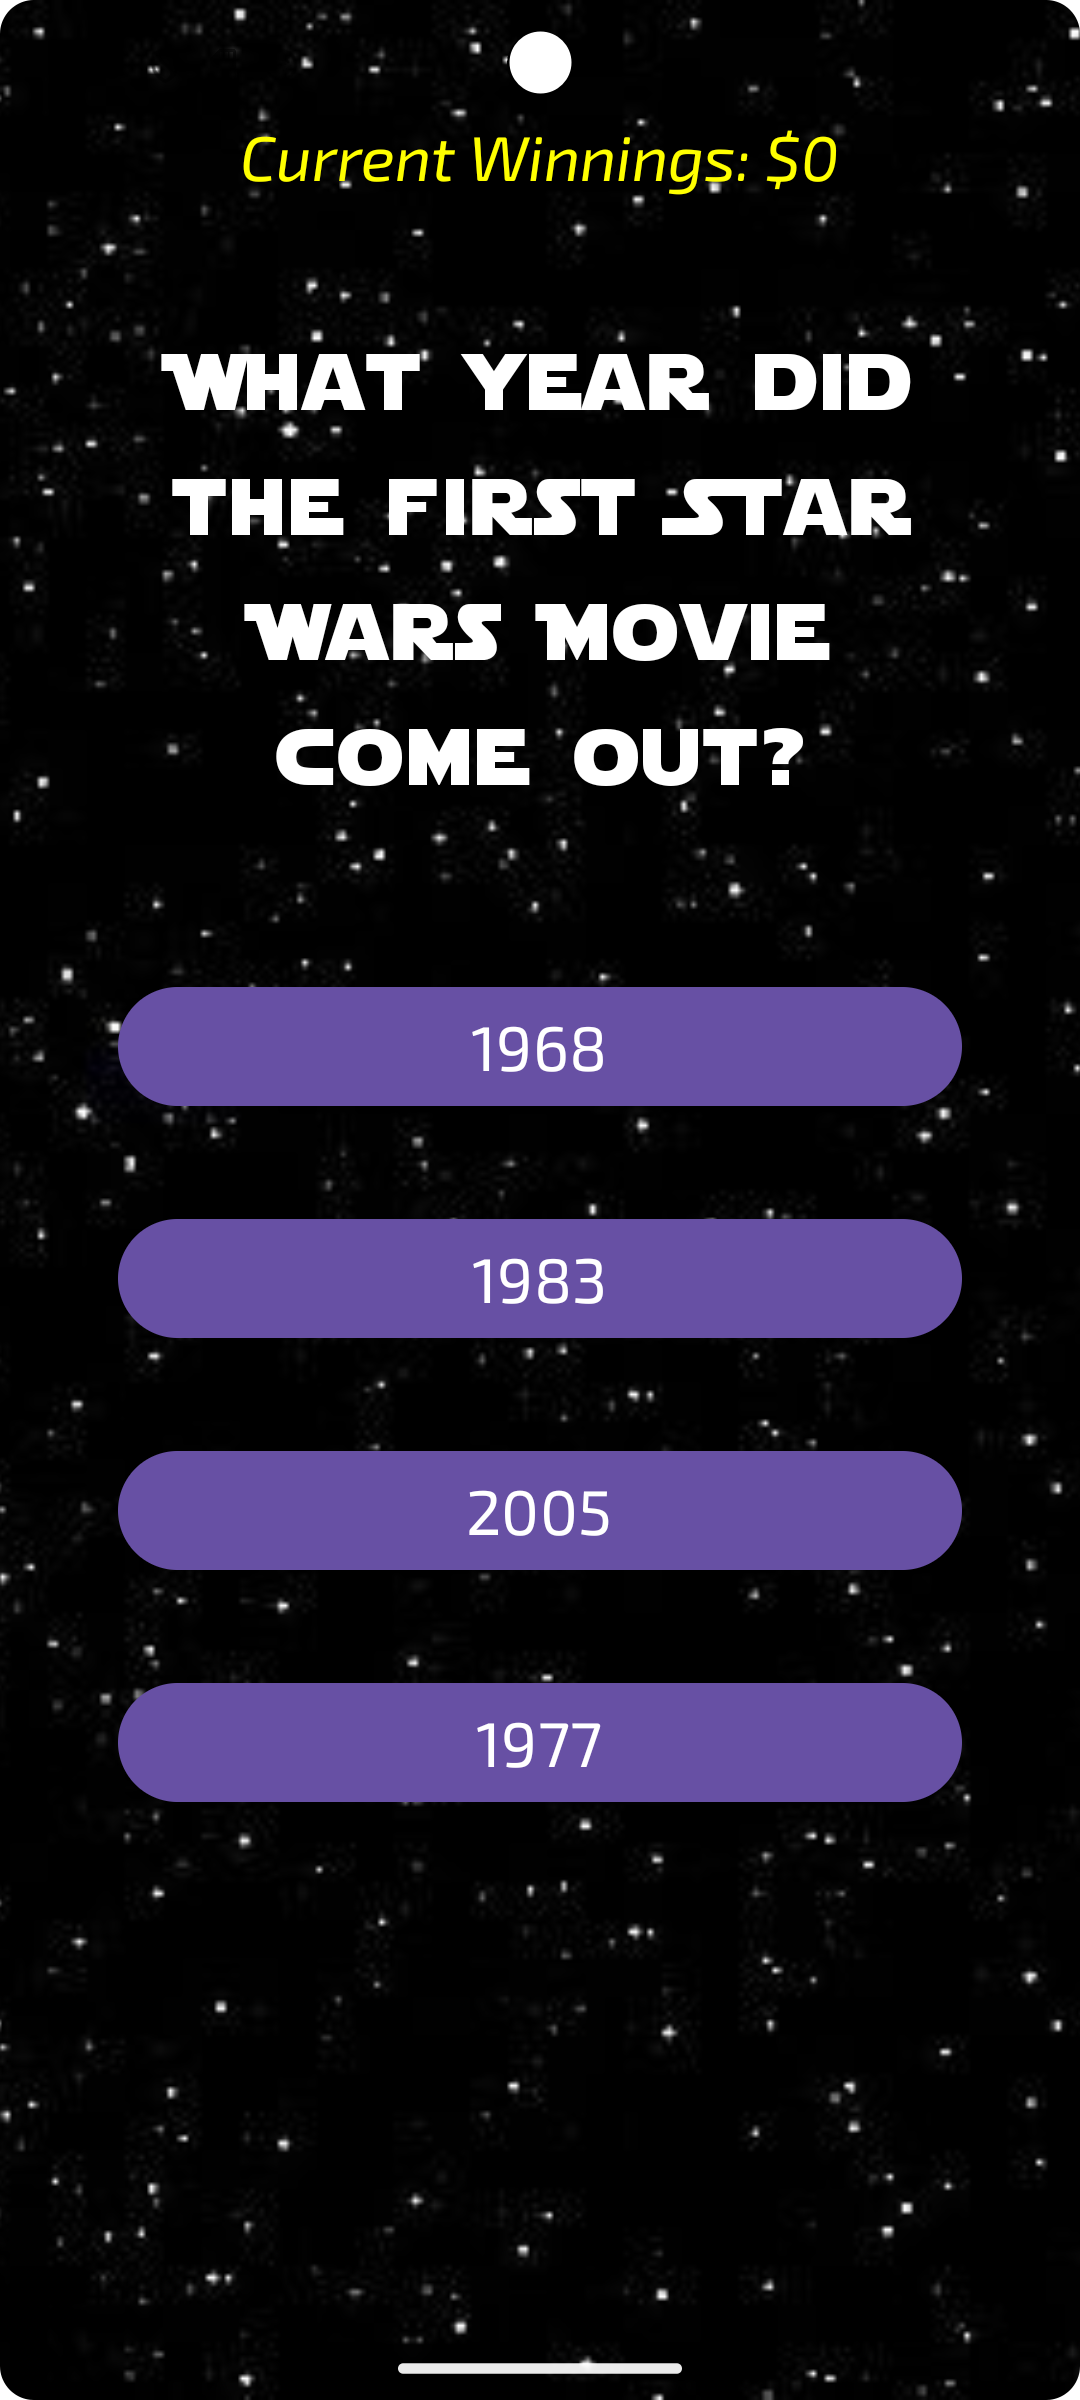 Current Winnings: $0
WHAT YEAR DID
THE FIRST STAR
WARS MOVIE
COME OUT?
1968
1983
2005
1977